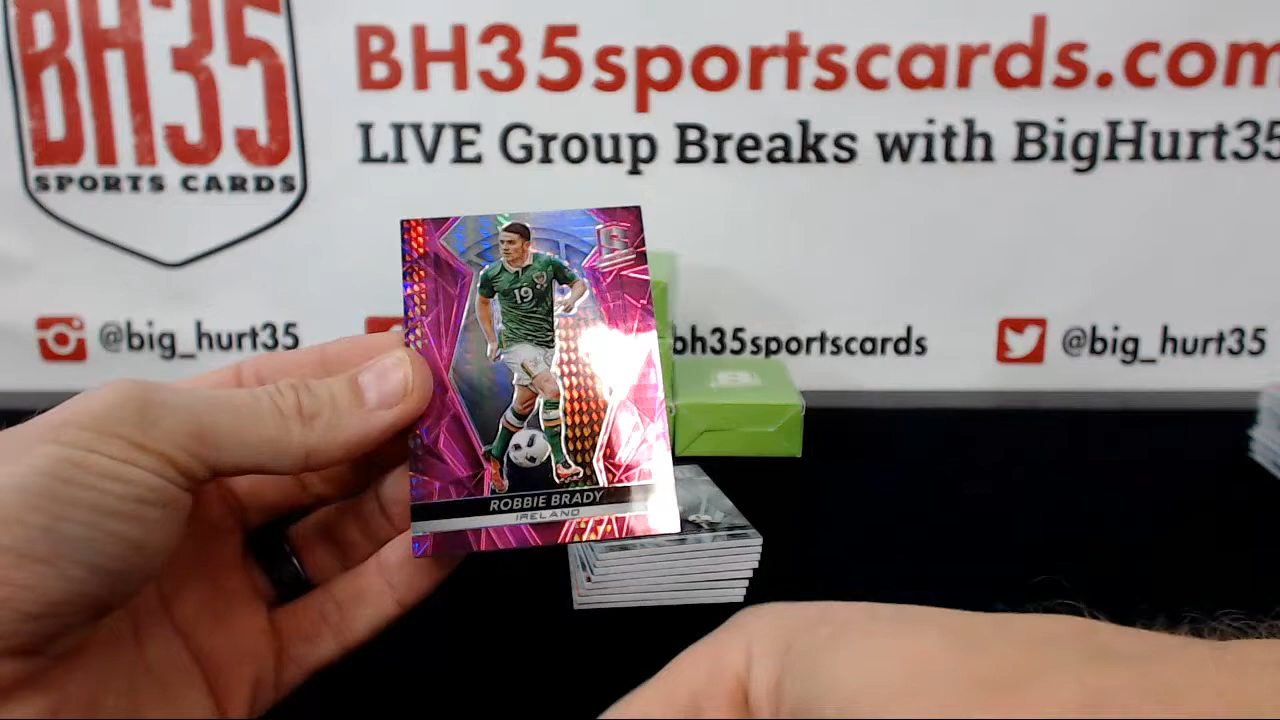 BH35
SPORTS CARDS
BH35sportscards.com
LIVE Group Breaks with BigHurt35
@big_hurt35
bh35sportscards
@big_hurt35
19
ROBBIE BRADY
IRELAND